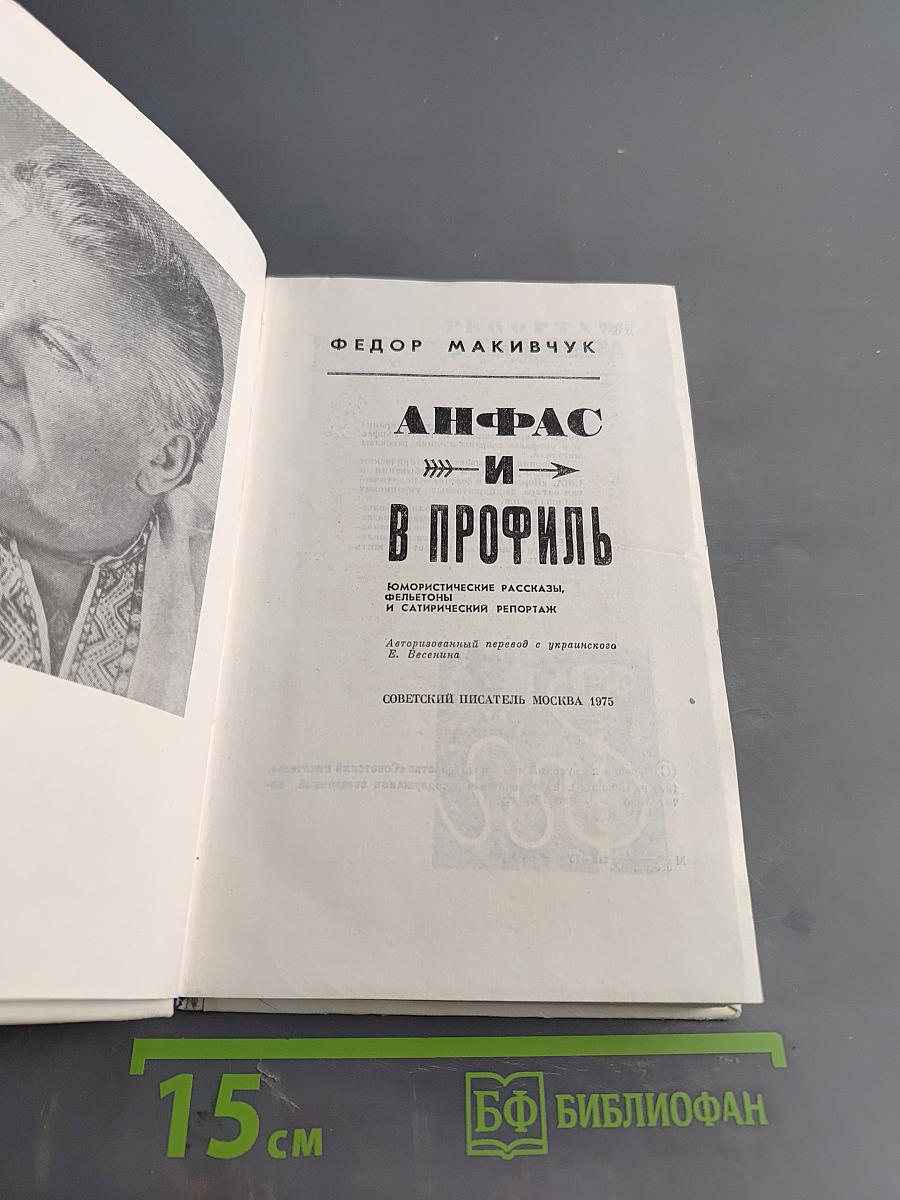 ФЕДОР МАКИВЧУК
АНФАС
И
В ПРОФИЛЬ
ЮМОРИСТИЧЕСКИЕ РАССКАЗЫ,
ФЕЛЬЕТОНЫ
И САТИРИЧЕСКИЙ РЕПОРТАЖ
Авторизованный перевод с украинского
Е. Весенина
СОВЕТСКИЙ ПИСАТЕЛЬ МОСКВА 1975
15 см
БФ БИБЛИОФАН